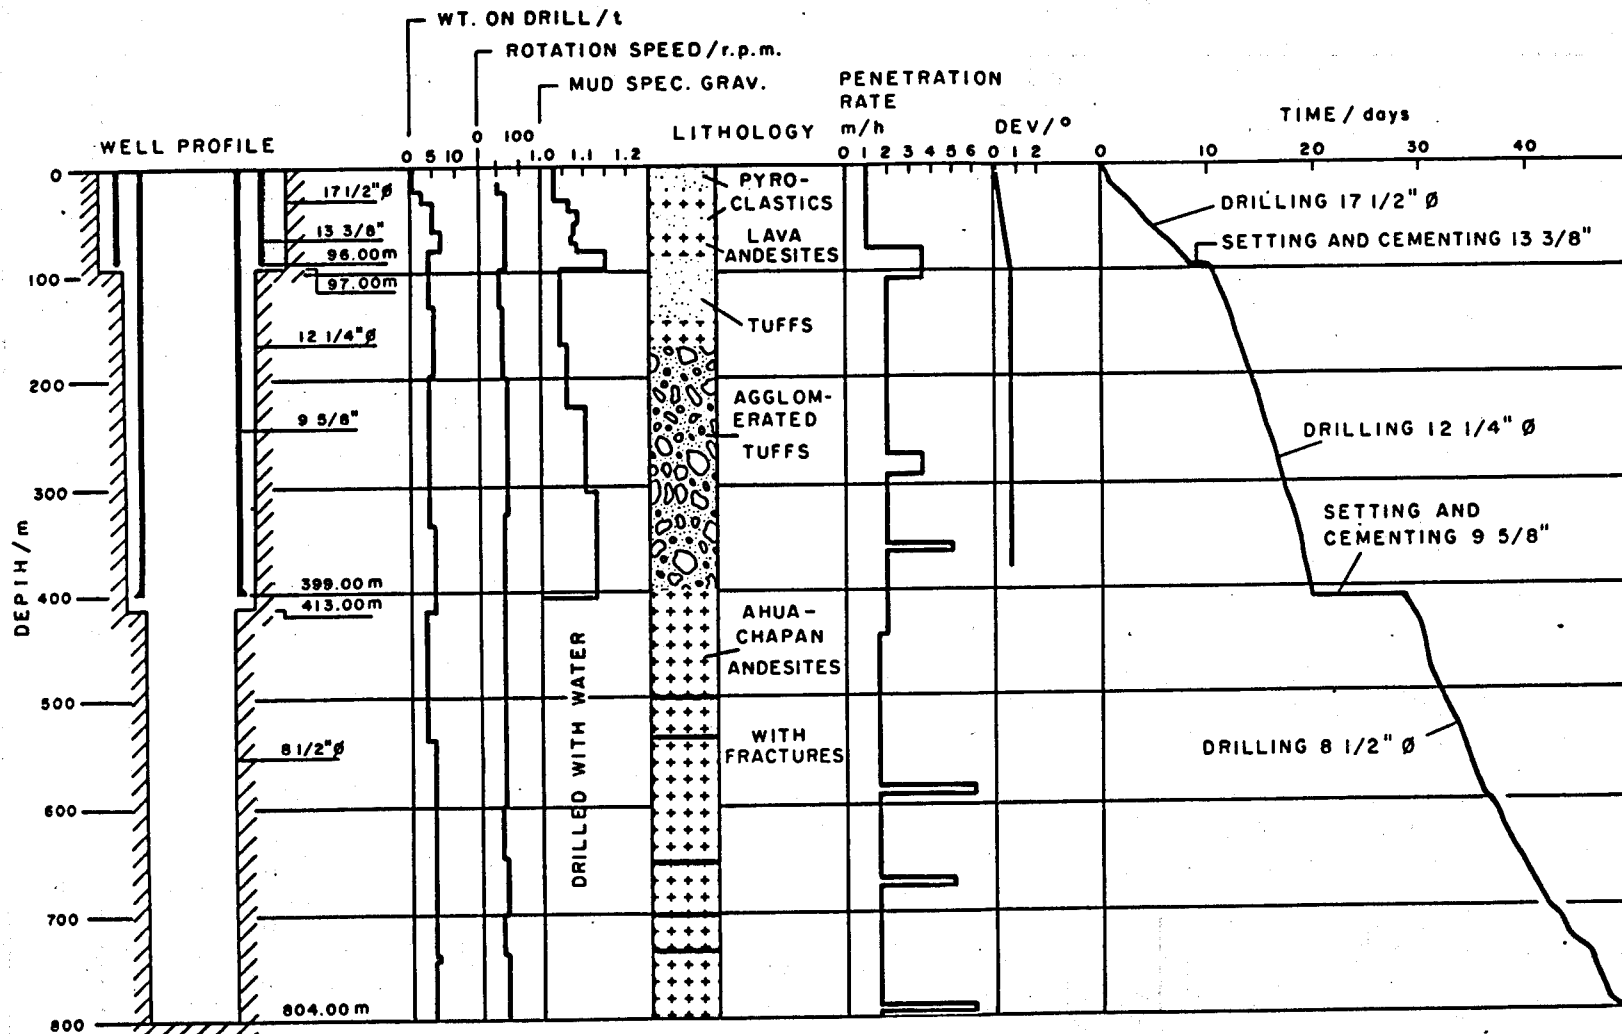 WT. ON DRILL/t
ROTATION SPEED/r.p.m.
MUD SPEC. GRAV.
PENETRATION
RATE
m/h
WELL PROFILE
LITHOLOGY
DEV/°
TIME / days
0 5 10
0 100
1.0 1.1 1.2
0 1 2 3 4 5 6
0 1 2
0 10 20 30 40
DEPTH/m
0
100
200
300
400
500
600
700
800
17 1/2" Ø
13 3/8"
96.00m
97.00m
12 1/4" Ø
9 5/8"
399.00 m
413.00m
8 1/2" Ø
804.00 m
DRILLED WITH WATER
PYRO-
CLASTICS
LAVA
ANDESITES
TUFFS
AGGLOM-
ERATED
TUFFS
AHUA-
CHAPAN
ANDESITES
WITH
FRACTURES
DRILLING 17 1/2" Ø
SETTING AND CEMENTING 13 3/8"
DRILLING 12 1/4" Ø
SETTING AND
CEMENTING 9 5/8"
DRILLING 8 1/2" Ø